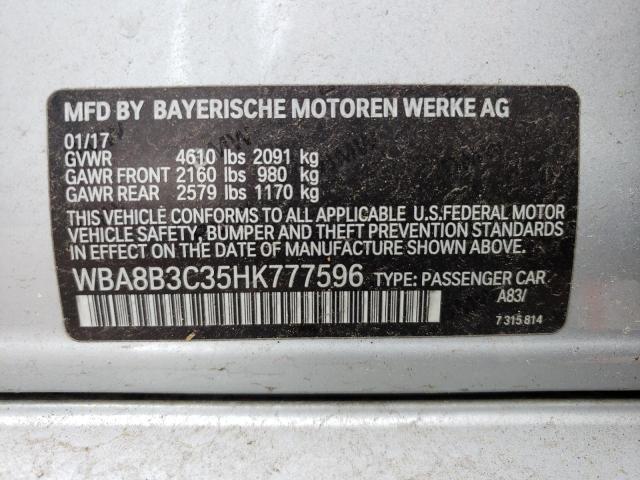 MFD BY BAYERISCHE MOTOREN WERKE AG
01/17
GVWR 4610 lbs 2091 kg
GAWR FRONT 2160 lbs 980 kg
GAWR REAR 2579 lbs 1170 kg
THIS VEHICLE CONFORMS TO ALL APPLICABLE U.S.FEDERAL MOTOR
VEHICLE SAFETY, BUMPER AND THEFT PREVENTION STANDARDS
IN EFFECT ON THE DATE OF MANUFACTURE SHOWN ABOVE.
WBA8B3C35HK777596 TYPE: PASSENGER CAR
A83/
7 315 814